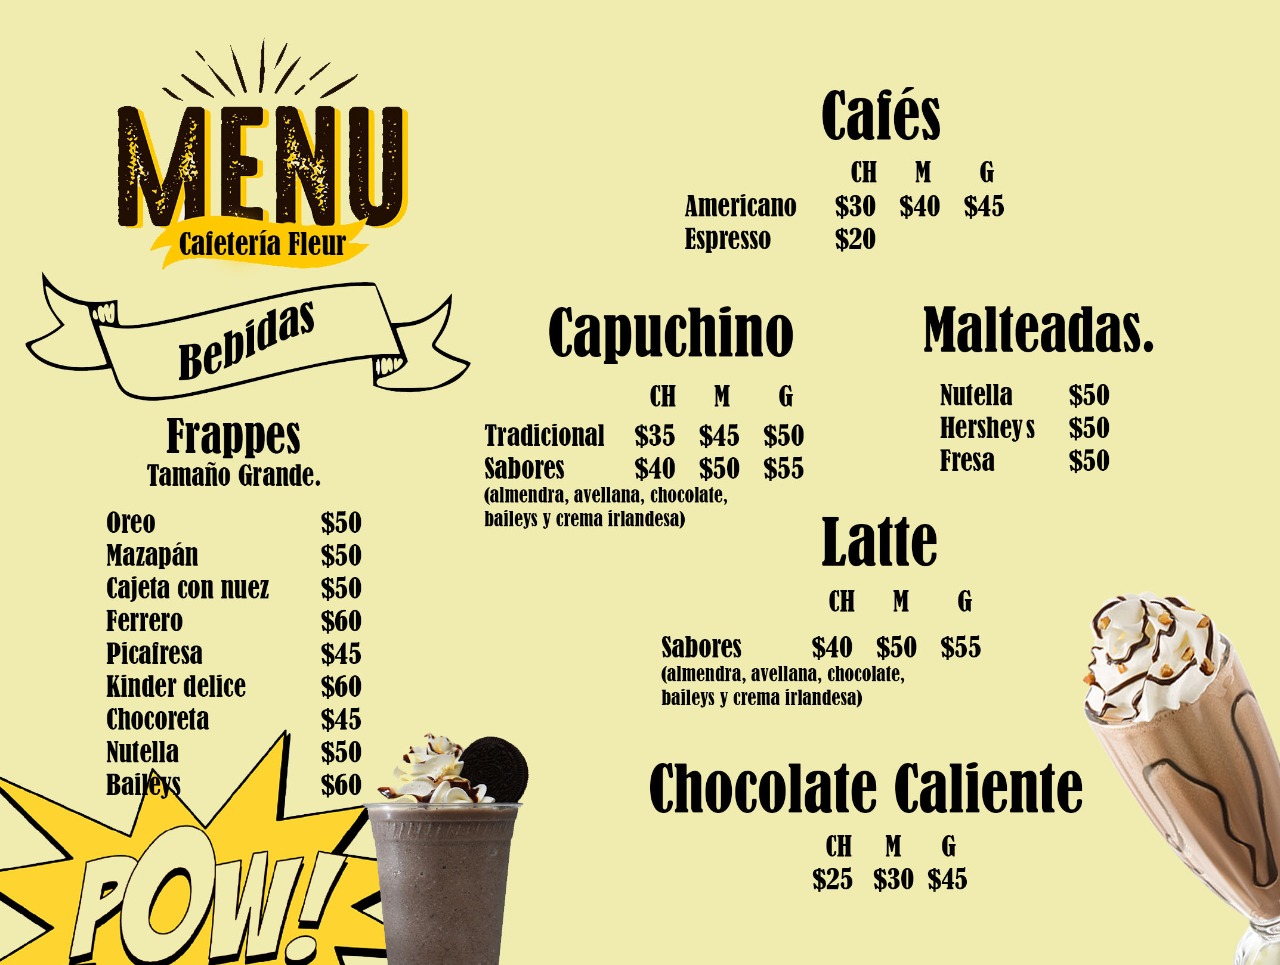 MENU
Cafetería Fleur
Bebidas
Frappes
Tamaño Grande.
Oreo $50
Mazapán $50
Cajeta con nuez $50
Ferrero $60
Picafresa $45
Kinder delice $60
Chocoreta $45
Nutella $50
Baileys $60
POW!
Cafés
CH M G
Americano $30 $40 $45
Espresso $20
Capuchino
CH M G
Tradicional $35 $45 $50
Sabores $40 $50 $55
(almendra, avellana, chocolate,
baileys y crema irlandesa)
Malteadas.
Nutella $50
Hersheys $50
Fresa $50
Latte
CH M G
Sabores $40 $50 $55
(almendra, avellana, chocolate,
baileys y crema irlandesa)
Chocolate Caliente
CH M G
$25 $30 $45